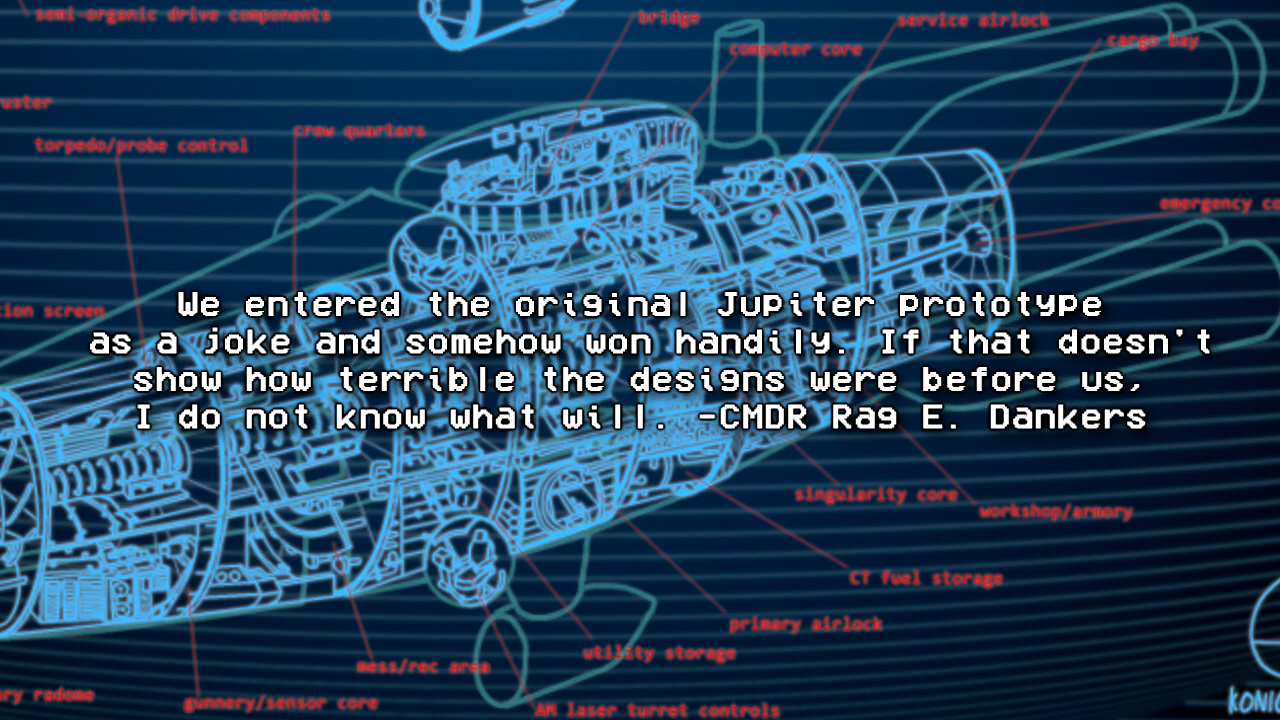 semi-organic drive components
bridge
service airlock
computer core
cargo bay
uster
crew quarters
torpedo/probe control
emergency co
ion screen
We entered the original Jupiter prototype
as a joke and somehow won handily. If that doesn't
show how terrible the designs were before us,
I do not know what will. -CMDR Rag E. Dankers
singularity core
workshop/armory
CT fuel storage
primary airlock
utility storage
mess/rec area
ry radome
gunnery/sensor core
AM laser turret controls
KONIG